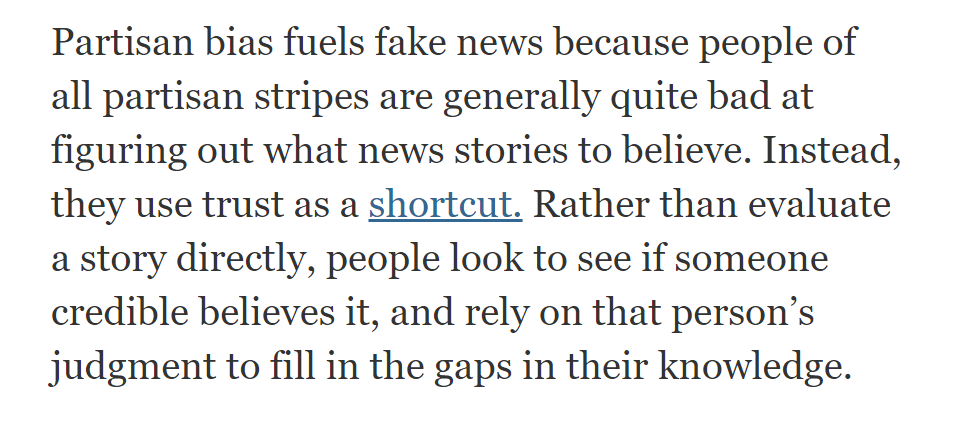 Partisan bias fuels fake news because people of
all partisan stripes are generally quite bad at
figuring out what news stories to believe. Instead,
they use trust as a shortcut. Rather than evaluate
a story directly, people look to see if someone
credible believes it, and rely on that person’s
judgment to fill in the gaps in their knowledge.